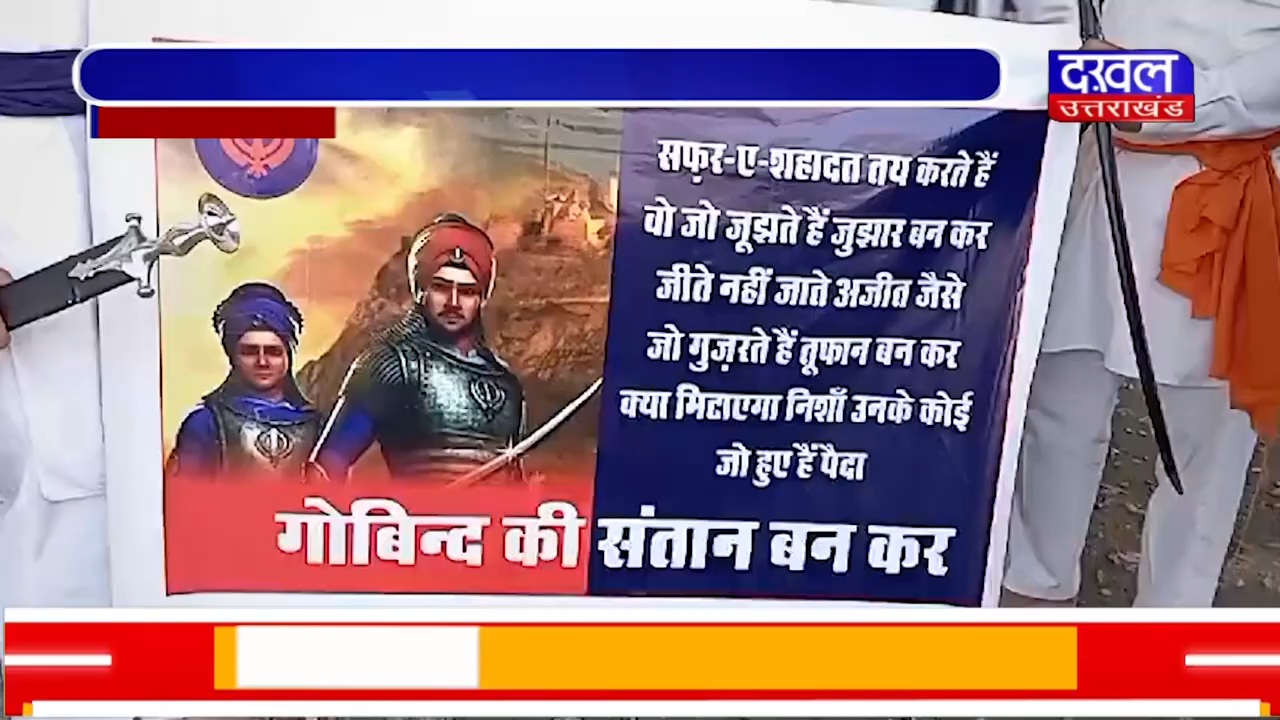 दख़ल
उत्तराखंड
सफ़र-ए-शहादत तय करते हैं
वो जो जूझते हैं जुझार बन कर
जीते नहीं जाते अजीत जैसे
जो गुज़रते हैं तूफान बन कर
क्या मिटाएगा निशाँ उनके कोई
जो हुए हैं पैदा
गोबिन्द की संतान बन कर